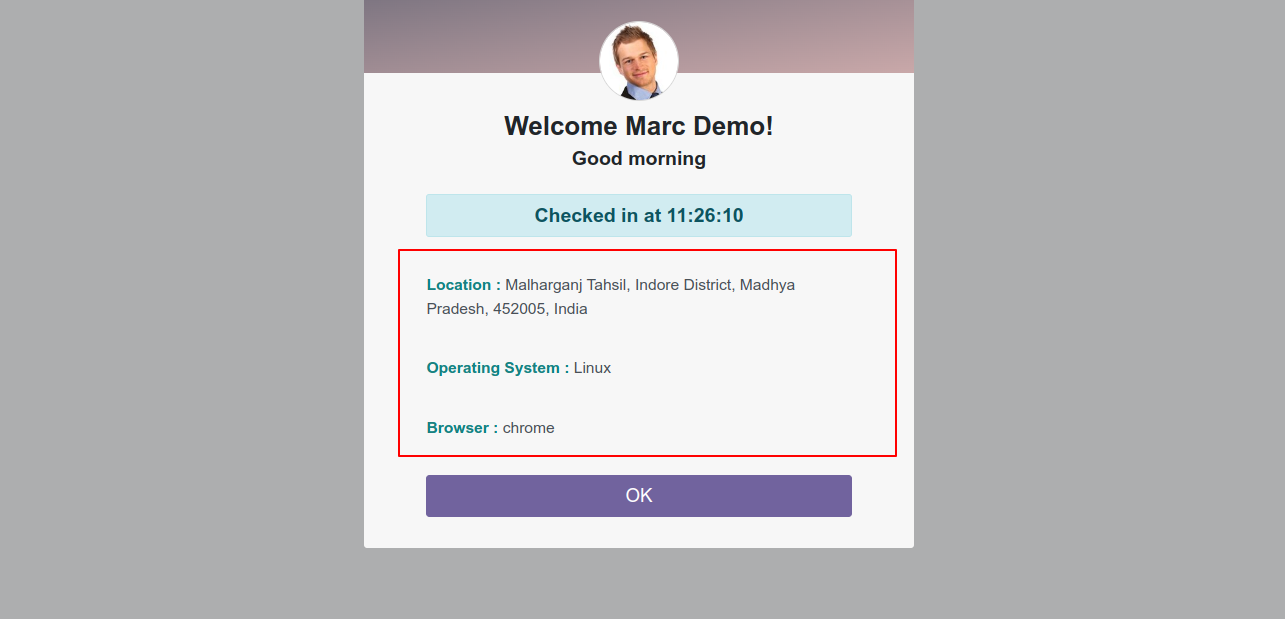 Welcome Marc Demo!
Good morning
Checked in at 11:26:10
Location : Malharganj Tahsil, Indore District, Madhya
Pradesh, 452005, India
Operating System : Linux
Browser : chrome
OK